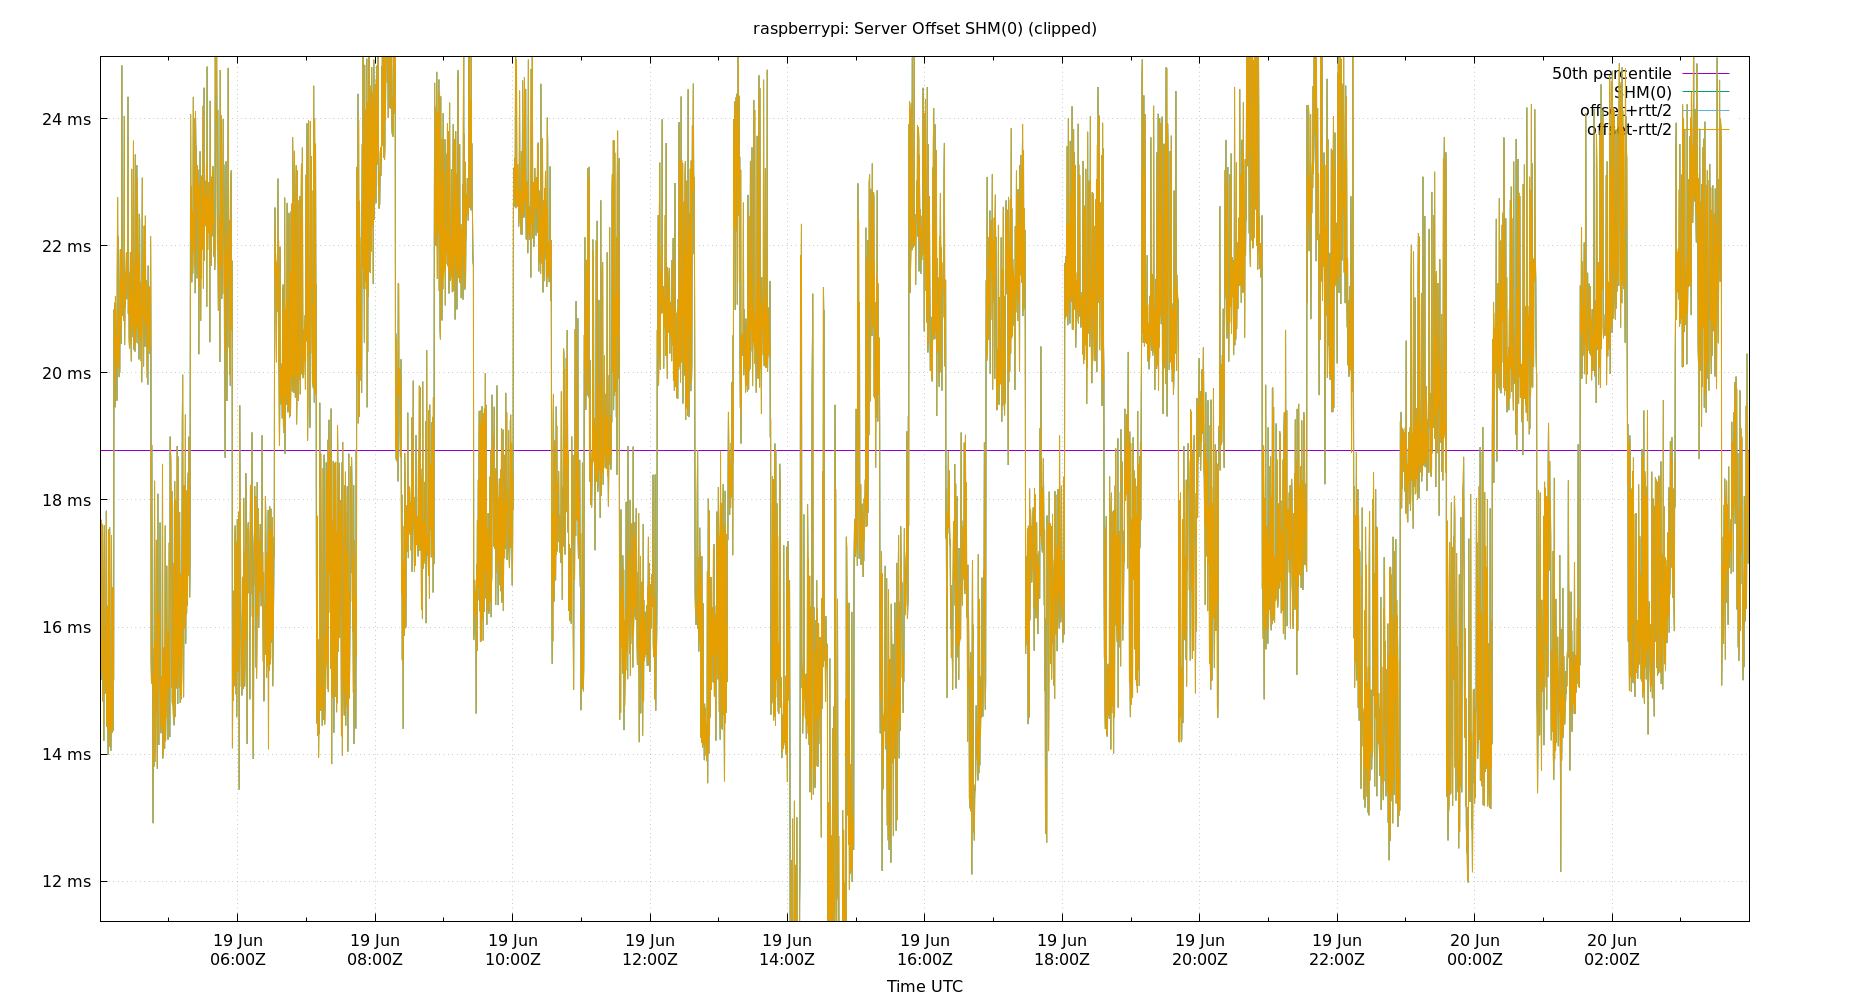 raspberrypi: Server Offset SHM(0) (clipped)
50th percentile
SHM(0)
offset+rtt/2
offset-rtt/2
24 ms
22 ms
20 ms
18 ms
16 ms
14 ms
12 ms
19 Jun 19 Jun 19 Jun 19 Jun 19 Jun 19 Jun 19 Jun 19 Jun 19 Jun 20 Jun 20 Jun
06:00Z 08:00Z 10:00Z 12:00Z 14:00Z 16:00Z 18:00Z 20:00Z 22:00Z 00:00Z 02:00Z
Time UTC